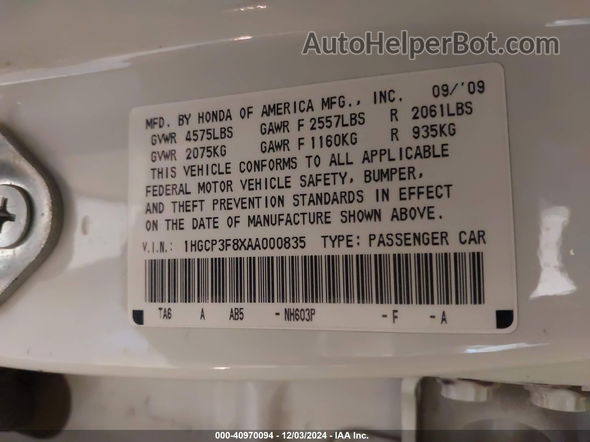 AutoHelperBot.com
MFD. BY HONDA OF AMERICA MFG., INC. 09/'09
GVWR 4575LBS GAWR F 2557LBS R 2061LBS
GVWR 2075KG GAWR F 1160KG R 935KG
THIS VEHICLE CONFORMS TO ALL APPLICABLE
FEDERAL MOTOR VEHICLE SAFETY, BUMPER,
AND THEFT PREVENTION STANDARDS IN EFFECT
ON THE DATE OF MANUFACTURE SHOWN ABOVE.
V.I.N.: 1HGCP3F8XAA000835 TYPE: PASSENGER CAR
TA6 A AB5 - NH603P - F - A
000-40970094 - 12/03/2024 - IAA Inc.